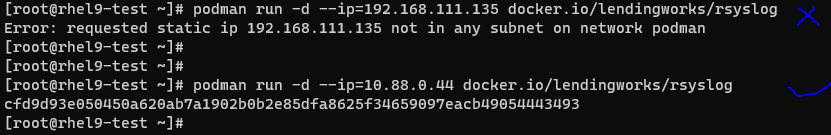 [root@rhel9-test ~]# podman run -d --ip=192.168.111.135 docker.io/lendingworks/rsyslog
Error: requested static ip 192.168.111.135 not in any subnet on network podman
[root@rhel9-test ~]#
[root@rhel9-test ~]#
[root@rhel9-test ~]# podman run -d --ip=10.88.0.44 docker.io/lendingworks/rsyslog
cfd9d93e050450a620ab7a1902b0b2e85dfa8625f34659097eacb49054443493
[root@rhel9-test ~]#